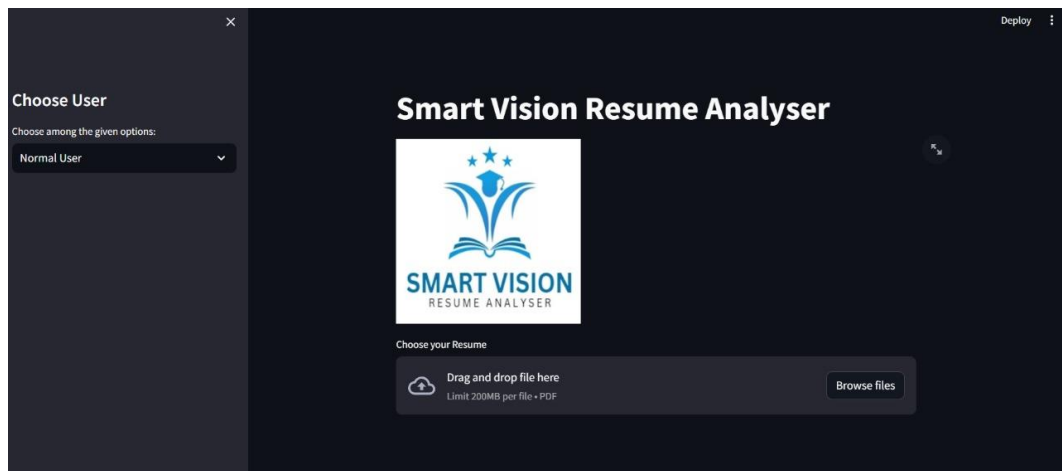 Deploy
Choose User
Choose among the given options:
Normal User
Smart Vision Resume Analyser
SMART VISION
RESUME ANALYSER
Choose your Resume
Drag and drop file here
Limit 200MB per file • PDF
Browse files